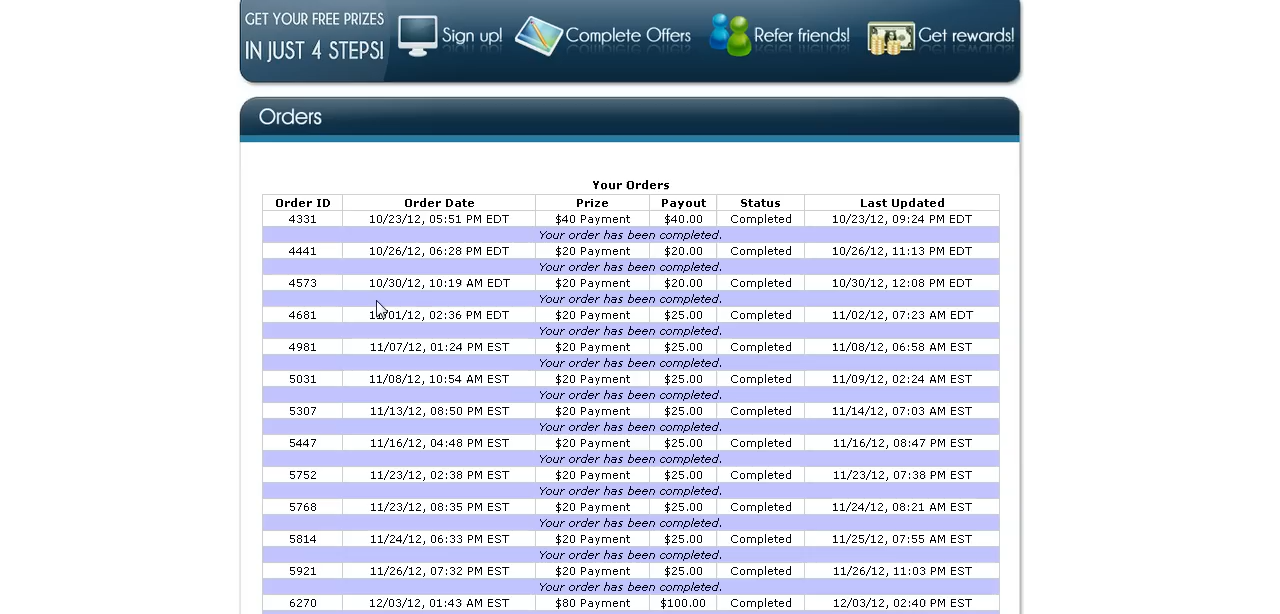 GET YOUR FREE PRIZES
IN JUST 4 STEPS!
Sign up!
Complete Offers
Refer friends!
Get rewards!
Orders
Your Orders
Order ID Order Date Prize Payout Status Last Updated
4331 10/23/12, 05:51 PM EDT $40 Payment $40.00 Completed 10/23/12, 09:24 PM EDT
Your order has been completed.
4441 10/26/12, 06:28 PM EDT $20 Payment $20.00 Completed 10/26/12, 11:13 PM EDT
Your order has been completed.
4573 10/30/12, 10:19 AM EDT $20 Payment $20.00 Completed 10/30/12, 12:08 PM EDT
Your order has been completed.
4681 11/01/12, 02:36 PM EDT $20 Payment $25.00 Completed 11/02/12, 07:23 AM EDT
Your order has been completed.
4981 11/07/12, 01:24 PM EST $20 Payment $25.00 Completed 11/08/12, 06:58 AM EST
Your order has been completed.
5031 11/08/12, 10:54 AM EST $20 Payment $25.00 Completed 11/09/12, 02:24 AM EST
Your order has been completed.
5307 11/13/12, 08:50 PM EST $20 Payment $25.00 Completed 11/14/12, 07:03 AM EST
Your order has been completed.
5447 11/16/12, 04:48 PM EST $20 Payment $25.00 Completed 11/16/12, 08:47 PM EST
Your order has been completed.
5752 11/23/12, 02:38 PM EST $20 Payment $25.00 Completed 11/23/12, 07:38 PM EST
Your order has been completed.
5768 11/23/12, 08:35 PM EST $20 Payment $25.00 Completed 11/24/12, 08:21 AM EST
Your order has been completed.
5814 11/24/12, 06:33 PM EST $20 Payment $25.00 Completed 11/25/12, 07:55 AM EST
Your order has been completed.
5921 11/26/12, 07:32 PM EST $20 Payment $25.00 Completed 11/26/12, 11:03 PM EST
Your order has been completed.
6270 12/03/12, 01:43 AM EST $80 Payment $100.00 Completed 12/03/12, 02:40 PM EST